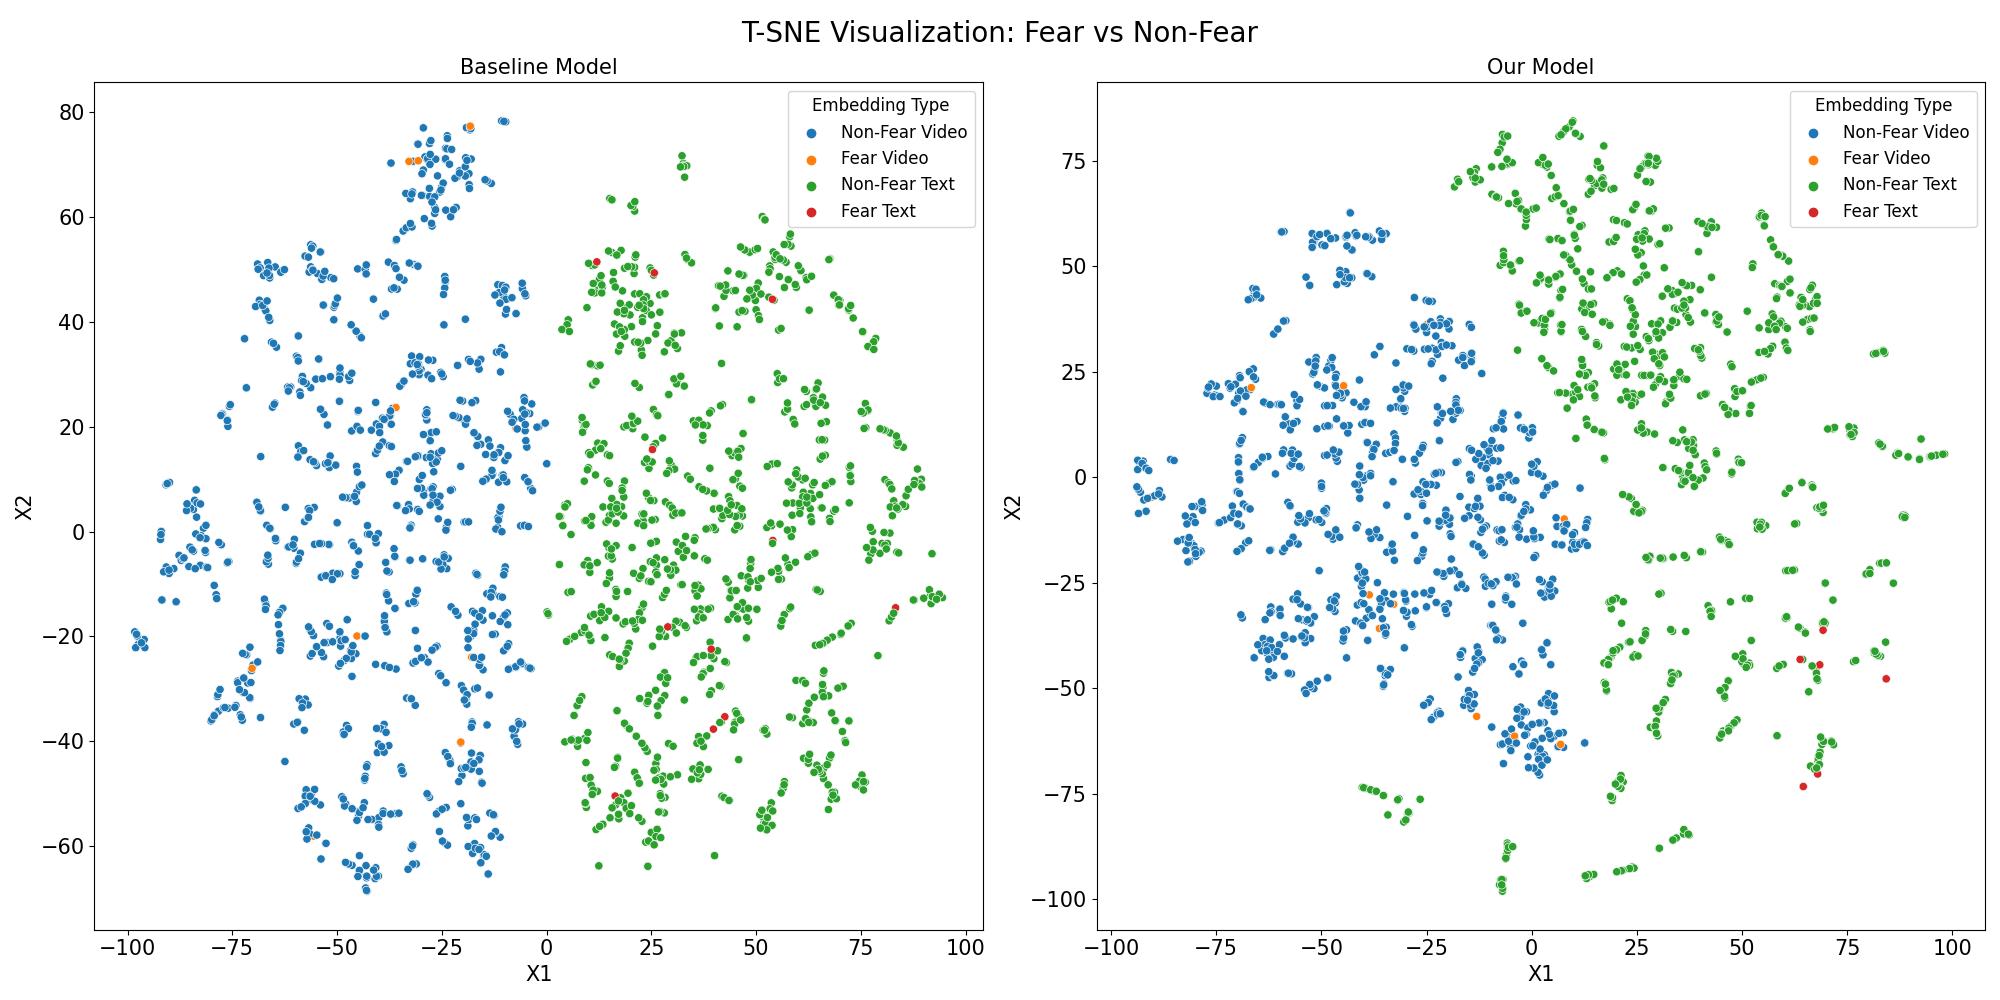 T-SNE Visualization: Fear vs Non-Fear
Baseline Model
X2
80
60
40
20
0
−20
−40
−60
−100
−75
−50
−25
0
25
50
75
100
X1
Embedding Type
Non-Fear Video
Fear Video
Non-Fear Text
Fear Text
Our Model
X2
75
50
25
0
−25
−50
−75
−100
−100
−75
−50
−25
0
25
50
75
100
X1
Embedding Type
Non-Fear Video
Fear Video
Non-Fear Text
Fear Text